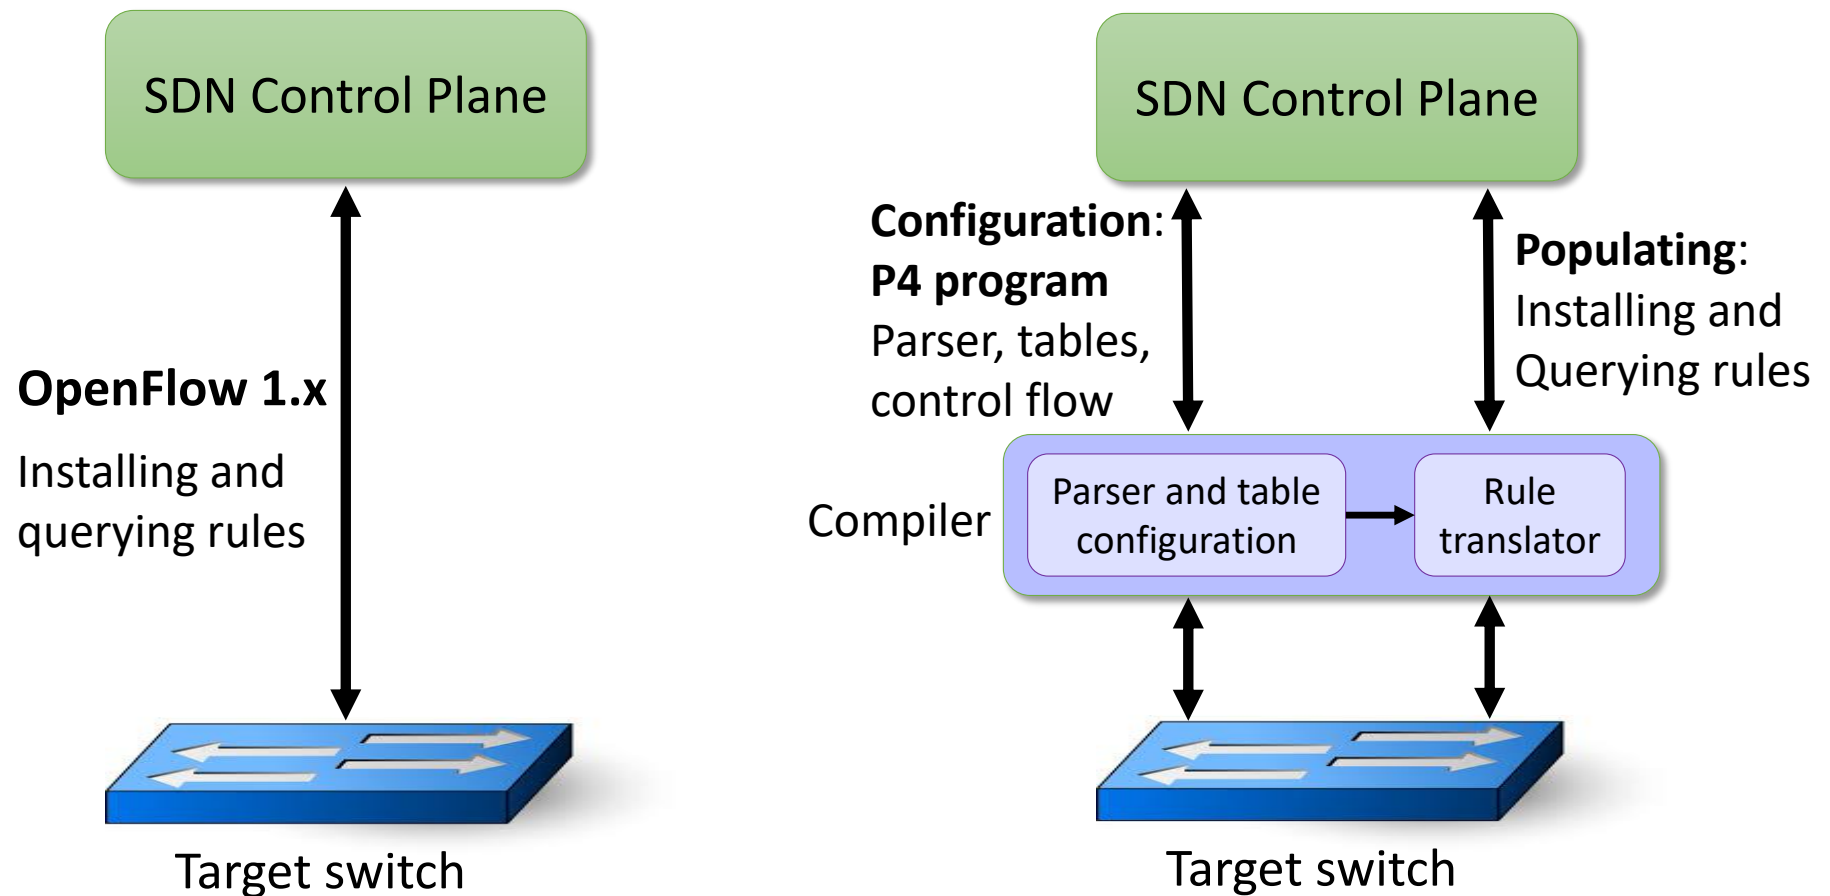 SDN Control Plane
OpenFlow 1.x
Installing and
querying rules
Target switch
SDN Control Plane
Configuration:
P4 program
Parser, tables,
control flow
Populating:
Installing and
Querying rules
Compiler
Parser and table
configuration
Rule
translator
Target switch